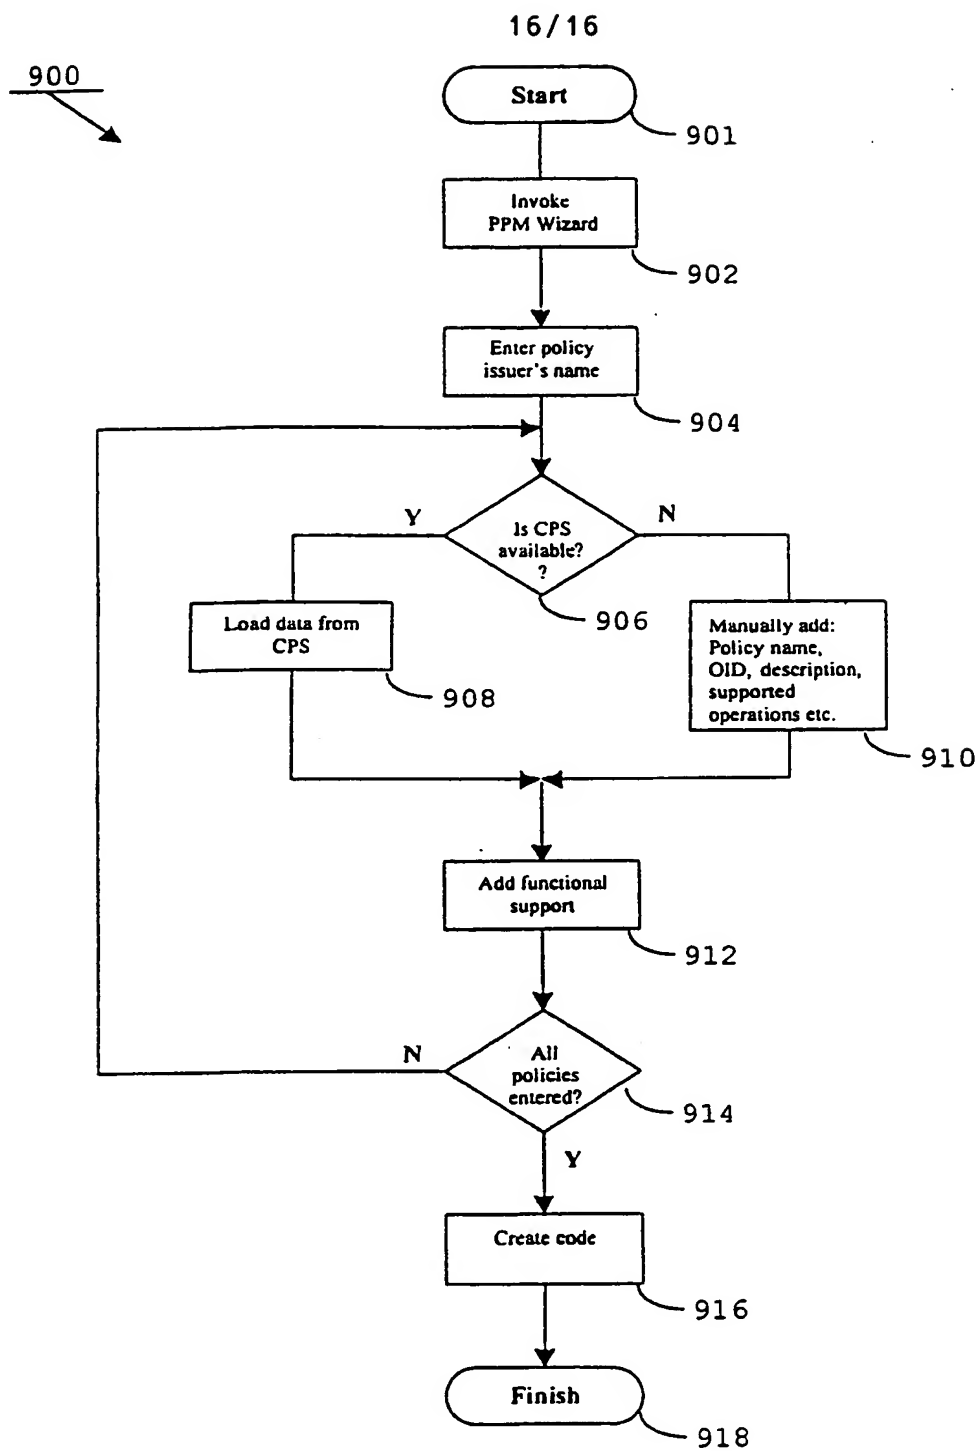 16/16
900
Start
901
Invoke
PPM Wizard
902
Enter policy
issuer's name
904
Y
N
Is CPS
available?
?
906
Load data from
CPS
908
Manually add:
Policy name,
OID, description,
supported
operations etc.
910
Add functional
support
912
N
All
policies
entered?
914
Y
Create code
916
Finish
918